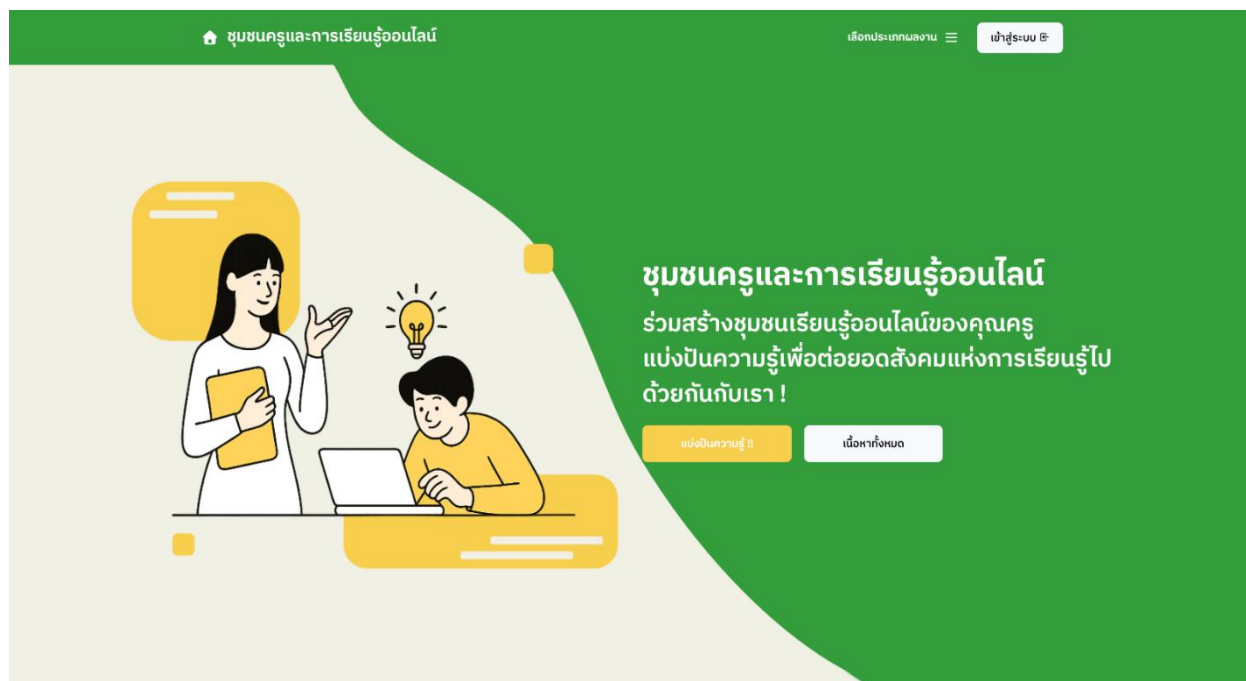 ชุมชนครูและการเรียนรู้ออนไลน์
เลือกประเภทผลงาน
เข้าสู่ระบบ
ชุมชนครูและการเรียนรู้ออนไลน์
ร่วมสร้างชุมชนเรียนรู้ออนไลน์ของคุณครู
แบ่งปันความรู้เพื่อต่อยอดสังคมแห่งการเรียนรู้ไป
ด้วยกันกับเรา !
แบ่งปันความรู้ !!
เนื้อหาทั้งหมด